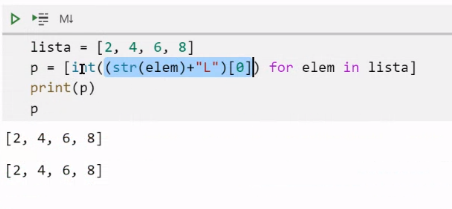 M↓
lista = [2, 4, 6, 8]
p = [int((str(elem)+"L")[0]) for elem in lista]
print(p)
p
[2, 4, 6, 8]
[2, 4, 6, 8]